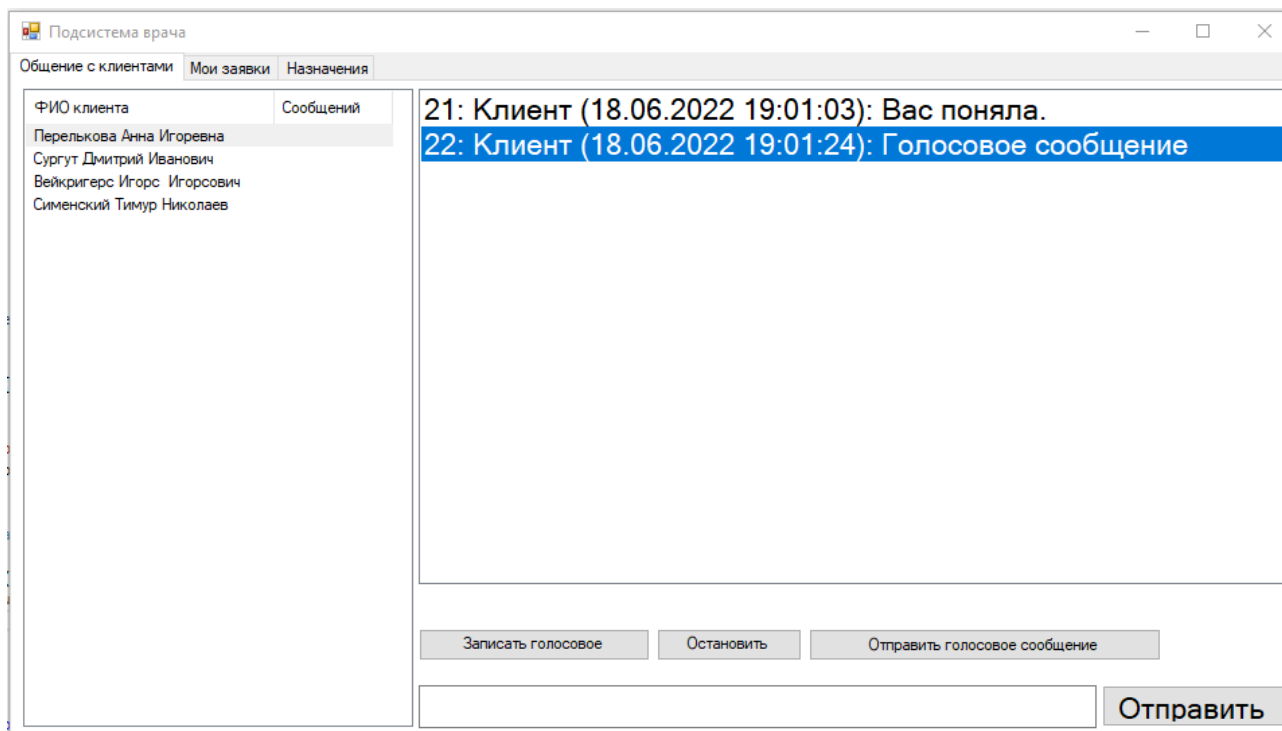 Подсистема врача
Общение с клиентами Мои заявки Назначения
ФИО клиента Сообщений
Перелькова Анна Игоревна
Сургут Дмитрий Иванович
Вейкригерс Игорс Игорсович
Сименский Тимур Николаев
21: Клиент (18.06.2022 19:01:03): Вас поняла.
22: Клиент (18.06.2022 19:01:24): Голосовое сообщение
Записать голосовое Остановить Отправить голосовое сообщение
Отправить